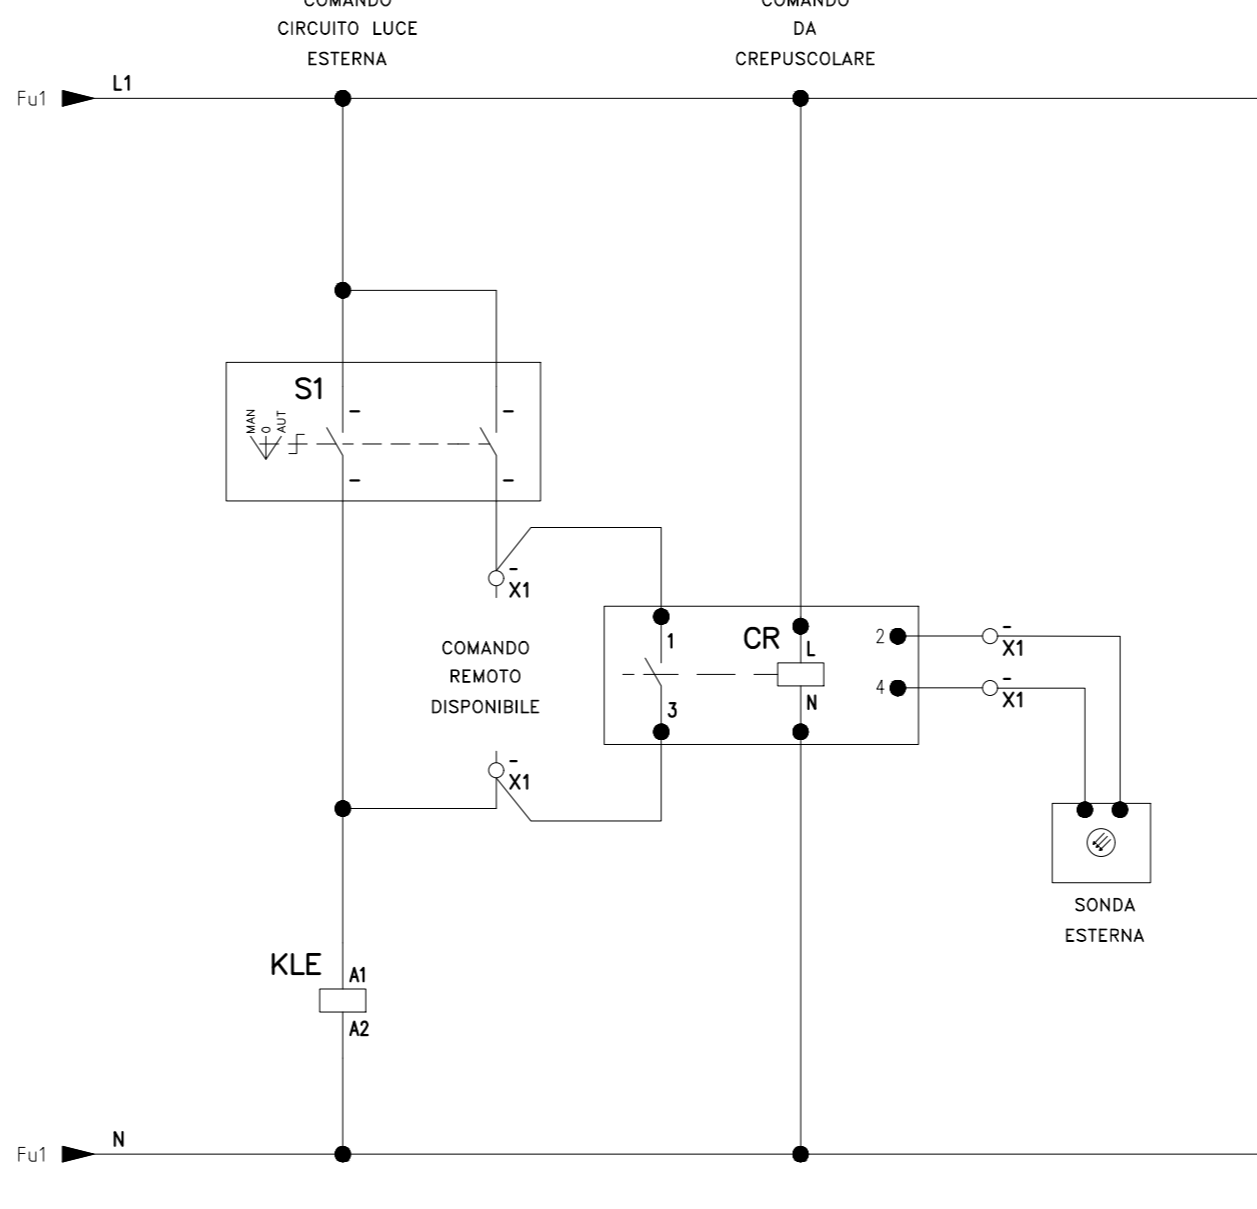 COMANDO
CIRCUITO LUCE
ESTERNA
COMANDO
DA
CREPUSCOLARE
Fu1
L1
S1
MAN
0
AUT
-
-
-
-
-
X1
COMANDO
REMOTO
DISPONIBILE
-
X1
1
3
CR
L
N
2
4
-
X1
-
X1
SONDA
ESTERNA
KLE
A1
A2
Fu1
N